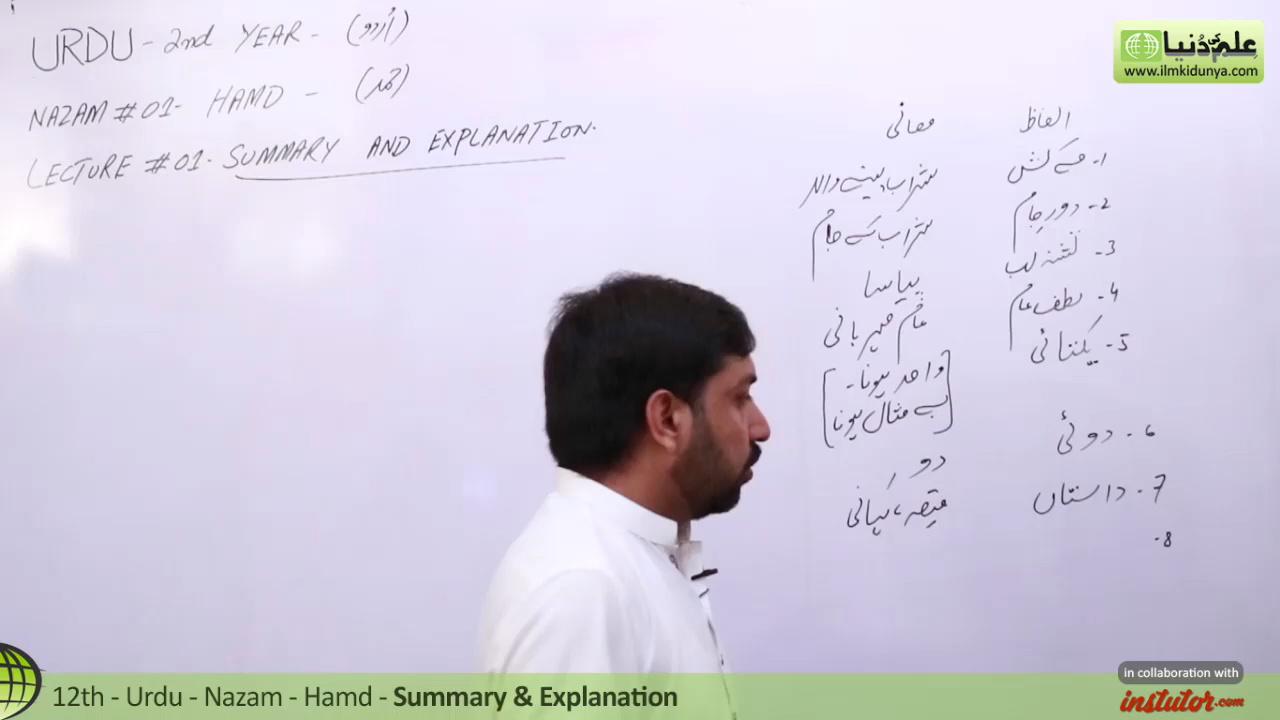 URDU - 2nd YEAR - (اُردو)
NAZAM # 01- HAMD - (حمد)
LECTURE # 01- SUMMARY AND EXPLANATION.
علم کی دُنیا
www.ilmkidunya.com
الفاظ معانی
1- مے کش شراب پینے والا
2- دورِ جام شراب کے جام
3- تشنہ لب پیاسا
4- لطف عام عام مہربانی
5- یکتائی [واحد ہونا-
بے مثال ہونا]
6- دوئی دو
7- داستاں قصہ، کہانی
8-
12th - Urdu - Nazam - Hamd - Summary & Explanation
in collaboration with
instutor.com